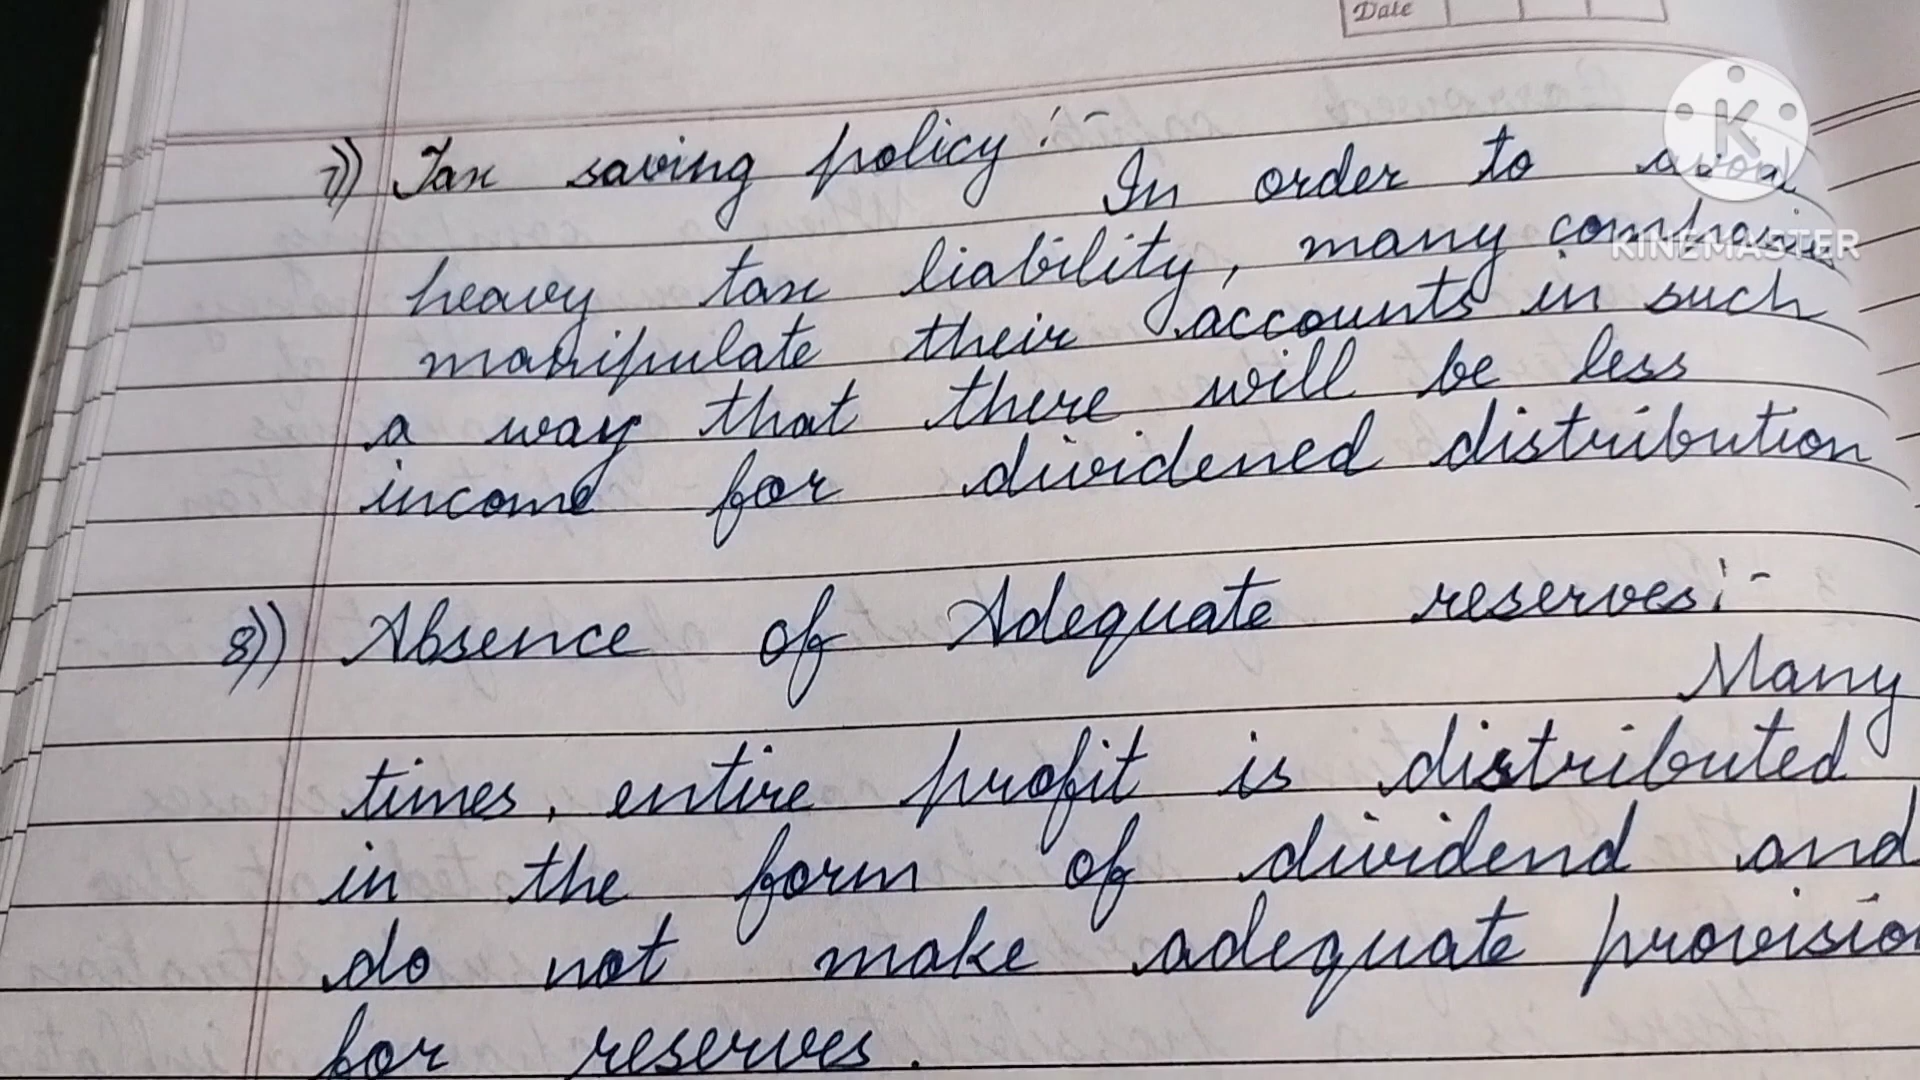 Date
7)) Tax saving policy :-
In order to avoid
heavy tax liability, many companies
manipulate their accounts in such
a way that there will be less
income for dividened distribution
8)) Absence of Adequate reserves :-
Many
times, entire profit is distributed
in the form of dividend and
do not make adequate provision
for reserves.
K
KINEMASTER